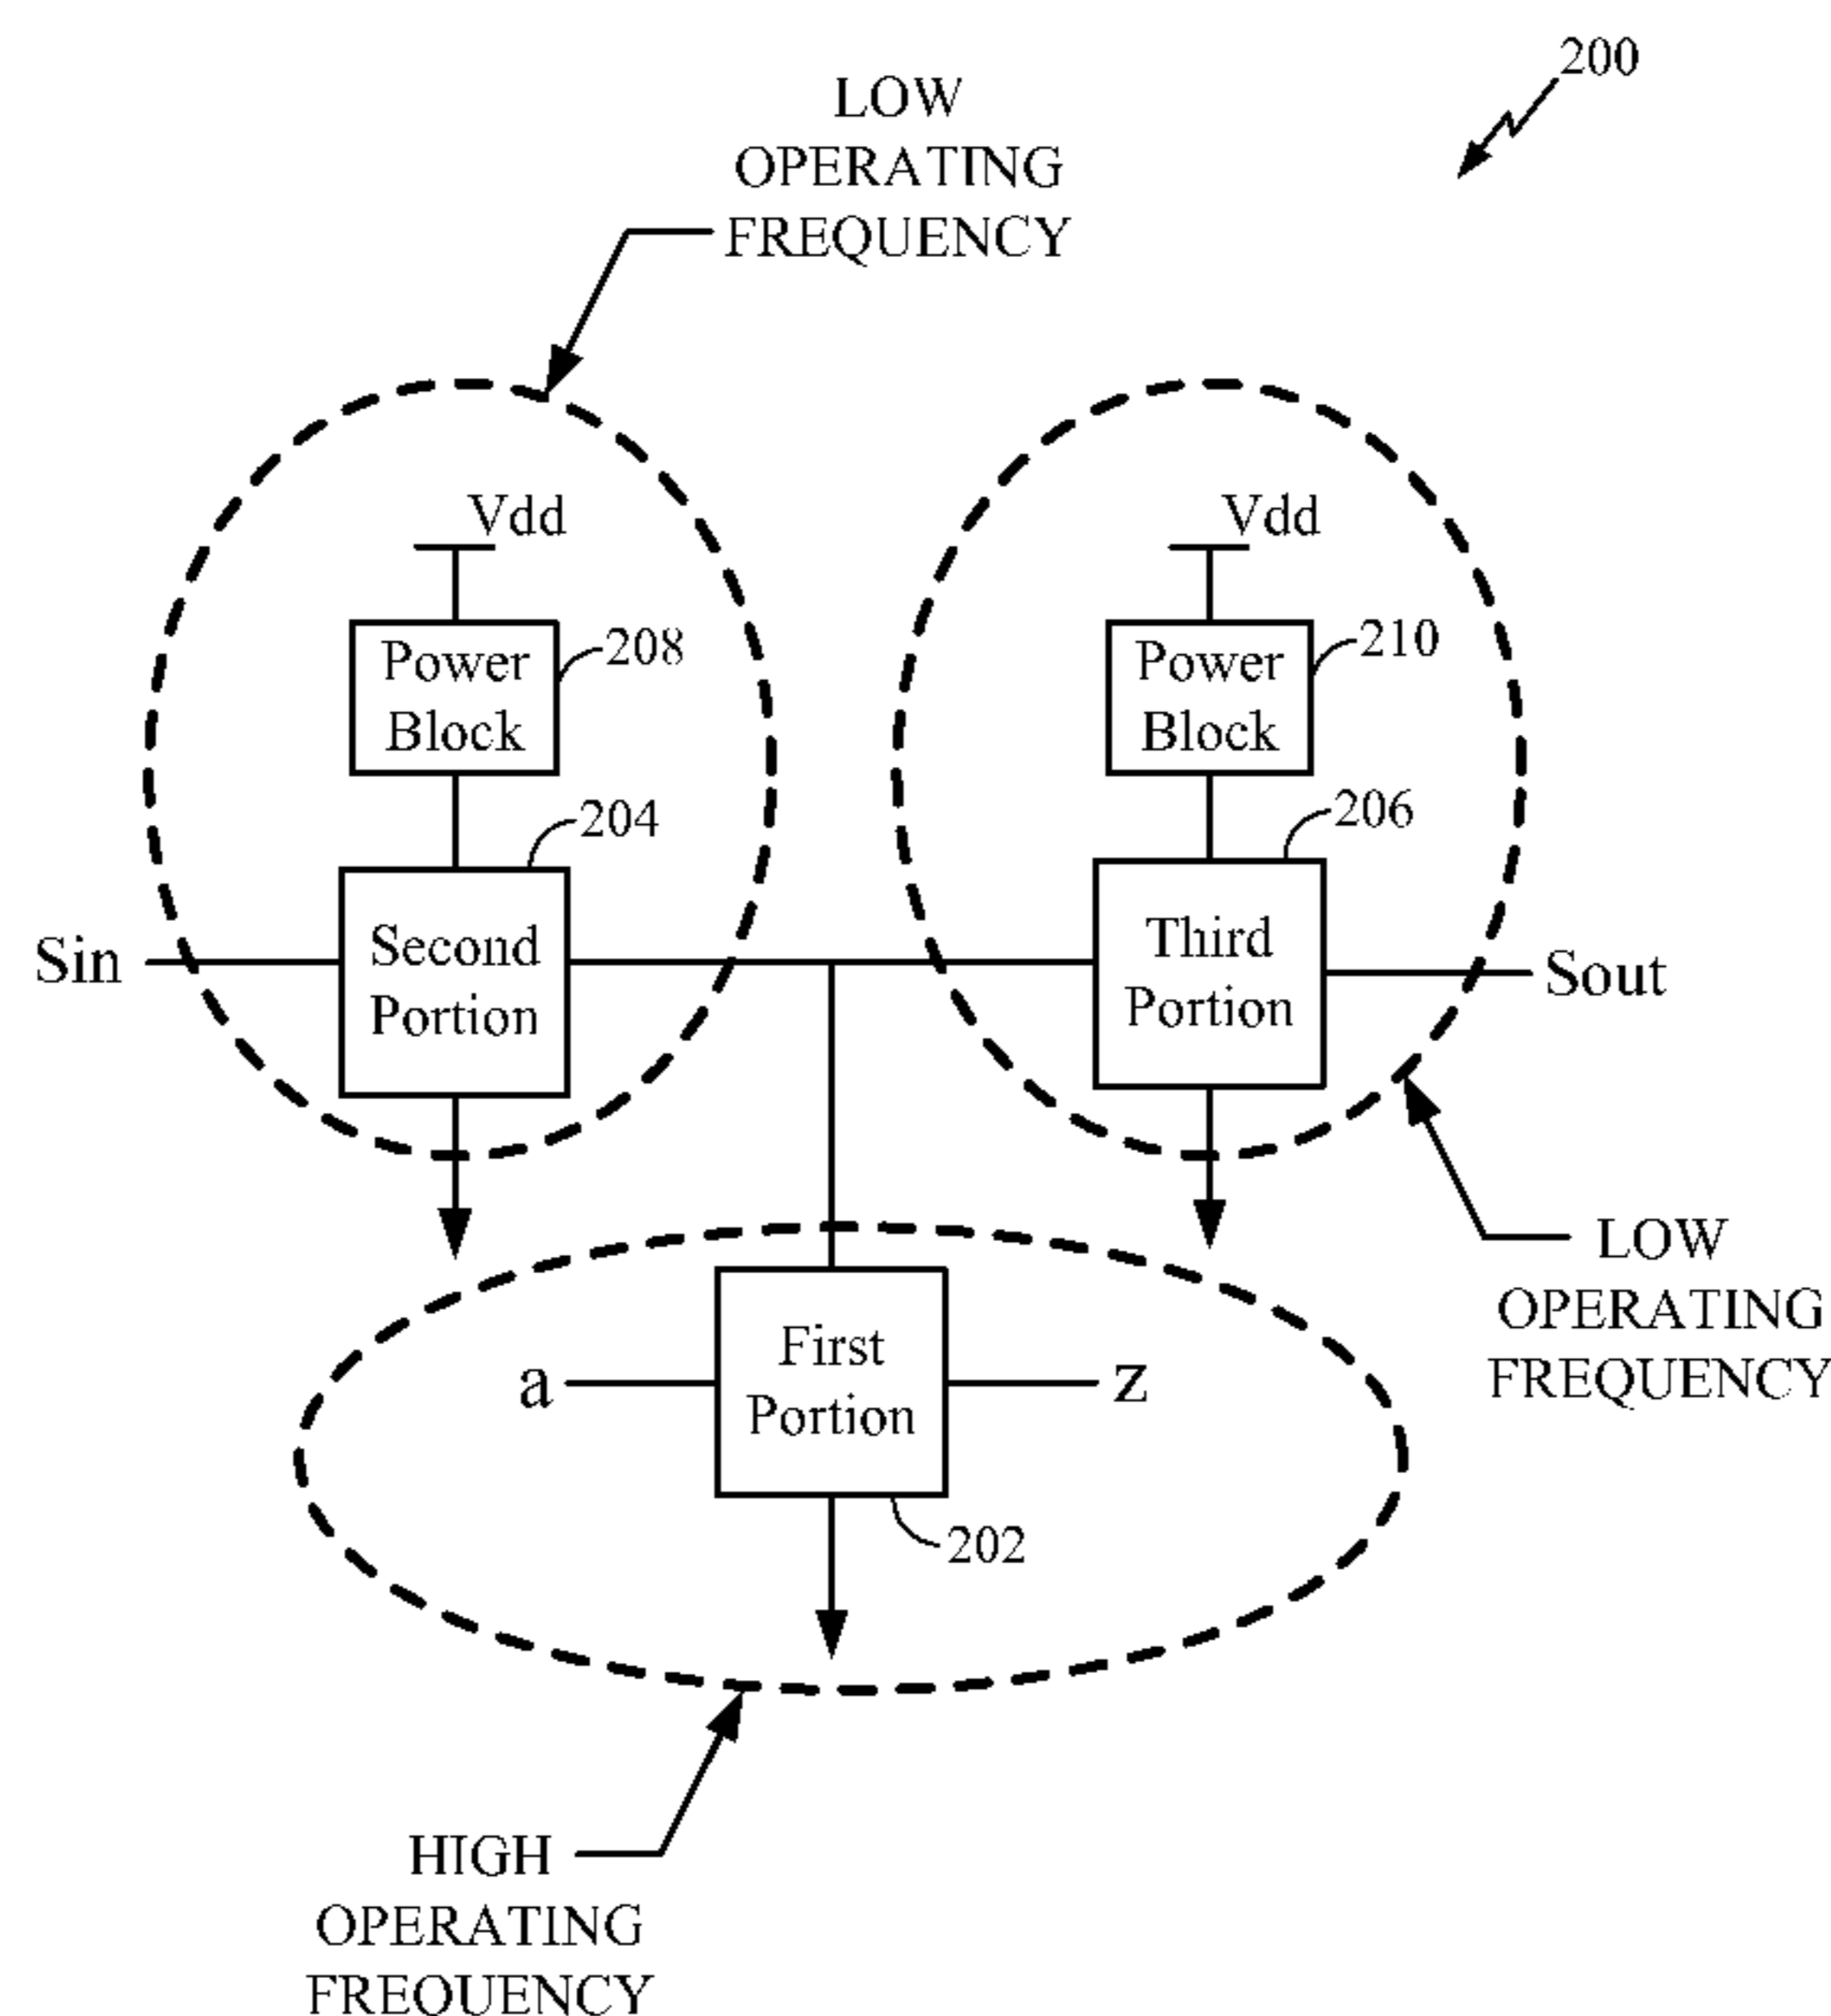 200
LOW
OPERATING
FREQUENCY
Vdd
Vdd
Power
Block
208
Power
Block
210
204
206
Sin
Second
Portion
Third
Portion
Sout
LOW
OPERATING
FREQUENCY
a
First
Portion
z
202
HIGH
OPERATING
FREQUENCY